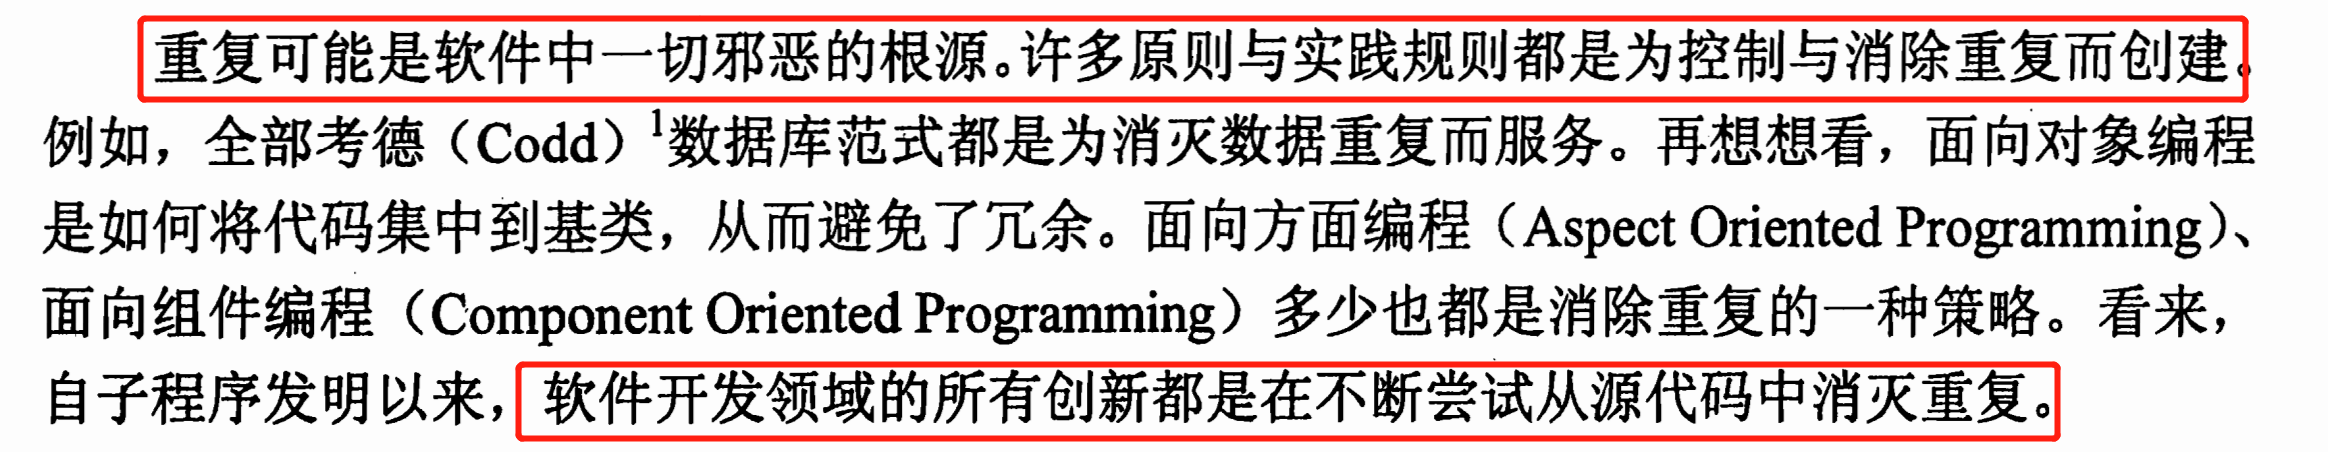 重复可能是软件中一切邪恶的根源。许多原则与实践规则都是为控制与消除重复而创建。
例如，全部考德（Codd）1数据库范式都是为消灭数据重复而服务。再想想看，面向对象编程
是如何将代码集中到基类，从而避免了冗余。面向方面编程（Aspect Oriented Programming）、
面向组件编程（Component Oriented Programming）多少也都是消除重复的一种策略。看来，
自子程序发明以来，软件开发领域的所有创新都是在不断尝试从源代码中消灭重复。